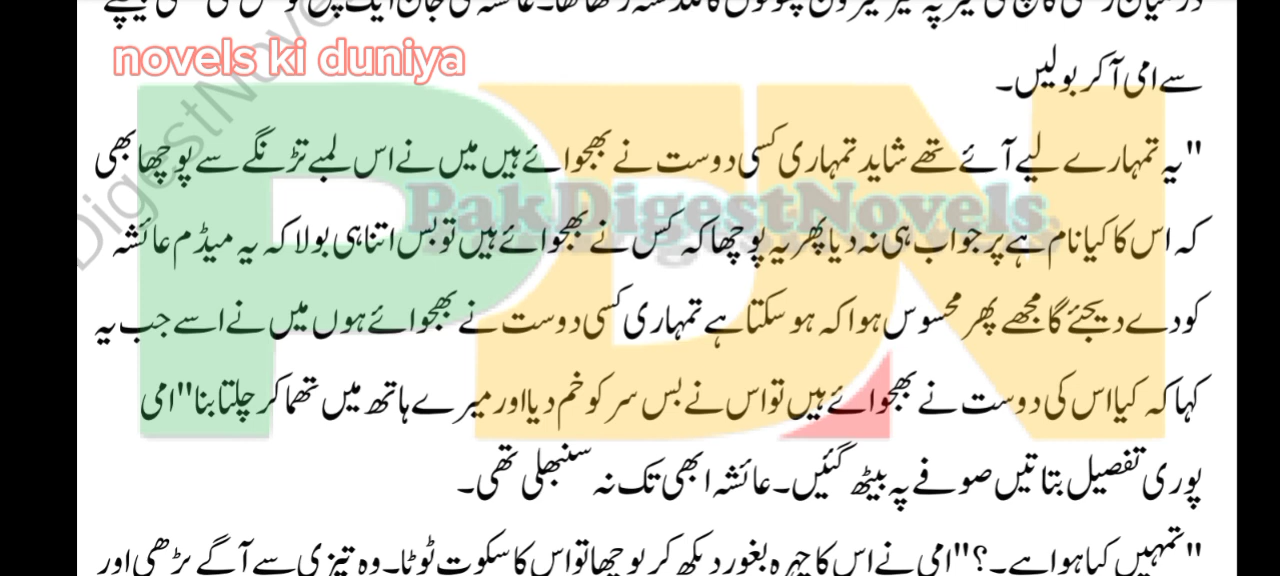 novels ki duniya
سے امی آ کر بولیں۔
"یہ تمہارے لیے آئے تھے شاید تمہاری کسی دوست نے بھجوائے ہیں میں نے اس لمبے تڑنگے سے پوچھا بھی
کہ اس کا کیا نام ہے پر جواب ہی نہ دیا پھر یہ پوچھا کہ کس نے بھجوائے ہیں تو بس اتنا ہی بولا کہ یہ میڈم عائشہ
کو دے دیجئے گا مجھے پھر محسوس ہوا کہ ہو سکتا ہے تمہاری کسی دوست نے بھجوائے ہوں میں نے اسے جب یہ
کہا کہ کیا اس کی دوست نے بھجوائے ہیں تو اس نے بس سر کو خم دیا اور میرے ہاتھ میں تھما کر چلتا بنا" امی
پوری تفصیل بتاتیں صوفے پہ بیٹھ گئیں۔ عائشہ ابھی تک نہ سنبھلی تھی۔
"تمہیں کیا ہوا ہے۔؟" امی نے اس کا چہرہ بغور دیکھ کر پوچھا تو اس کا سکوت ٹوٹا۔ وہ تیزی سے آگے بڑھی اور
PDN
PakDigestNovels